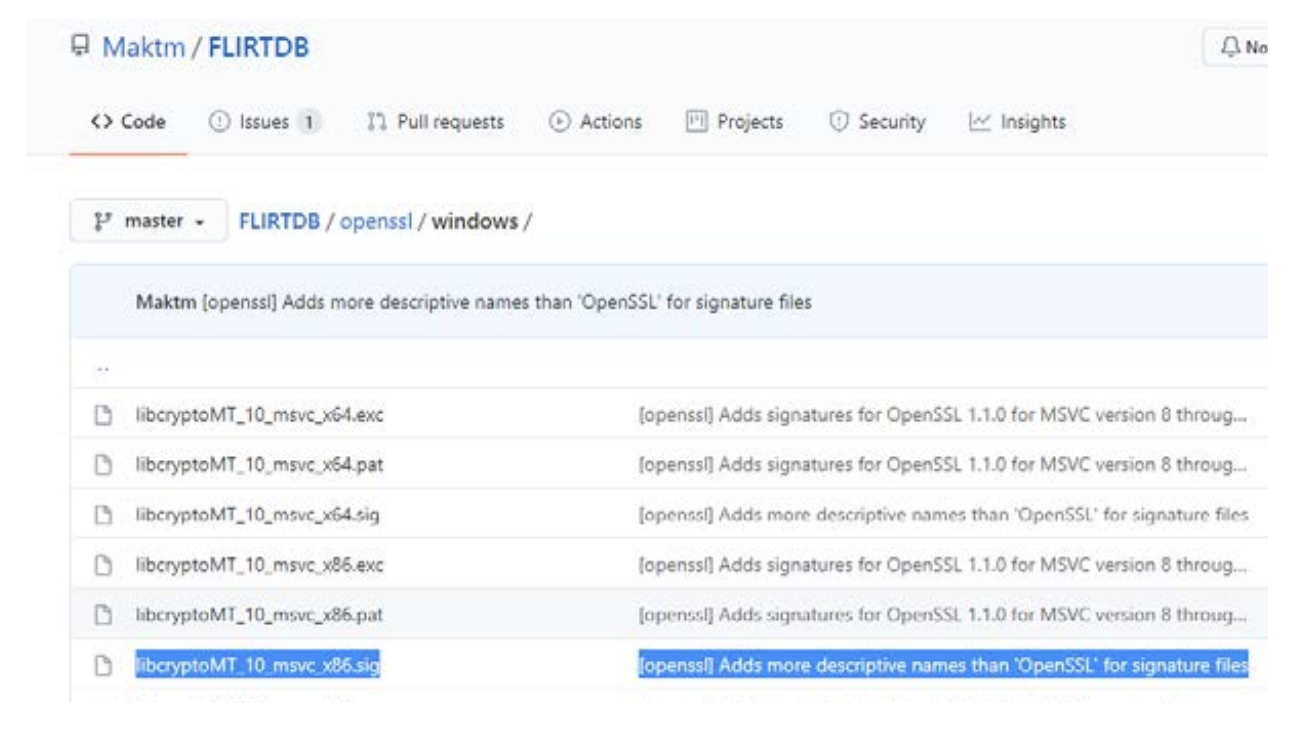 Maktm / FLIRTDB
No
<> Code Issues 1 Pull requests Actions Projects Security Insights
master FLIRTDB / openssl / windows /
Maktm [openssl] Adds more descriptive names than 'OpenSSL' for signature files
..
libcryptoMT_10_msvc_x64.exc [openssl] Adds signatures for OpenSSL 1.1.0 for MSVC version 8 throug...
libcryptoMT_10_msvc_x64.pat [openssl] Adds signatures for OpenSSL 1.1.0 for MSVC version 8 throug...
libcryptoMT_10_msvc_x64.sig [openssl] Adds more descriptive names than 'OpenSSL' for signature files
libcryptoMT_10_msvc_x86.exc [openssl] Adds signatures for OpenSSL 1.1.0 for MSVC version 8 throug...
libcryptoMT_10_msvc_x86.pat [openssl] Adds signatures for OpenSSL 1.1.0 for MSVC version 8 throug...
libcryptoMT_10_msvc_x86.sig [openssl] Adds more descriptive names than 'OpenSSL' for signature files